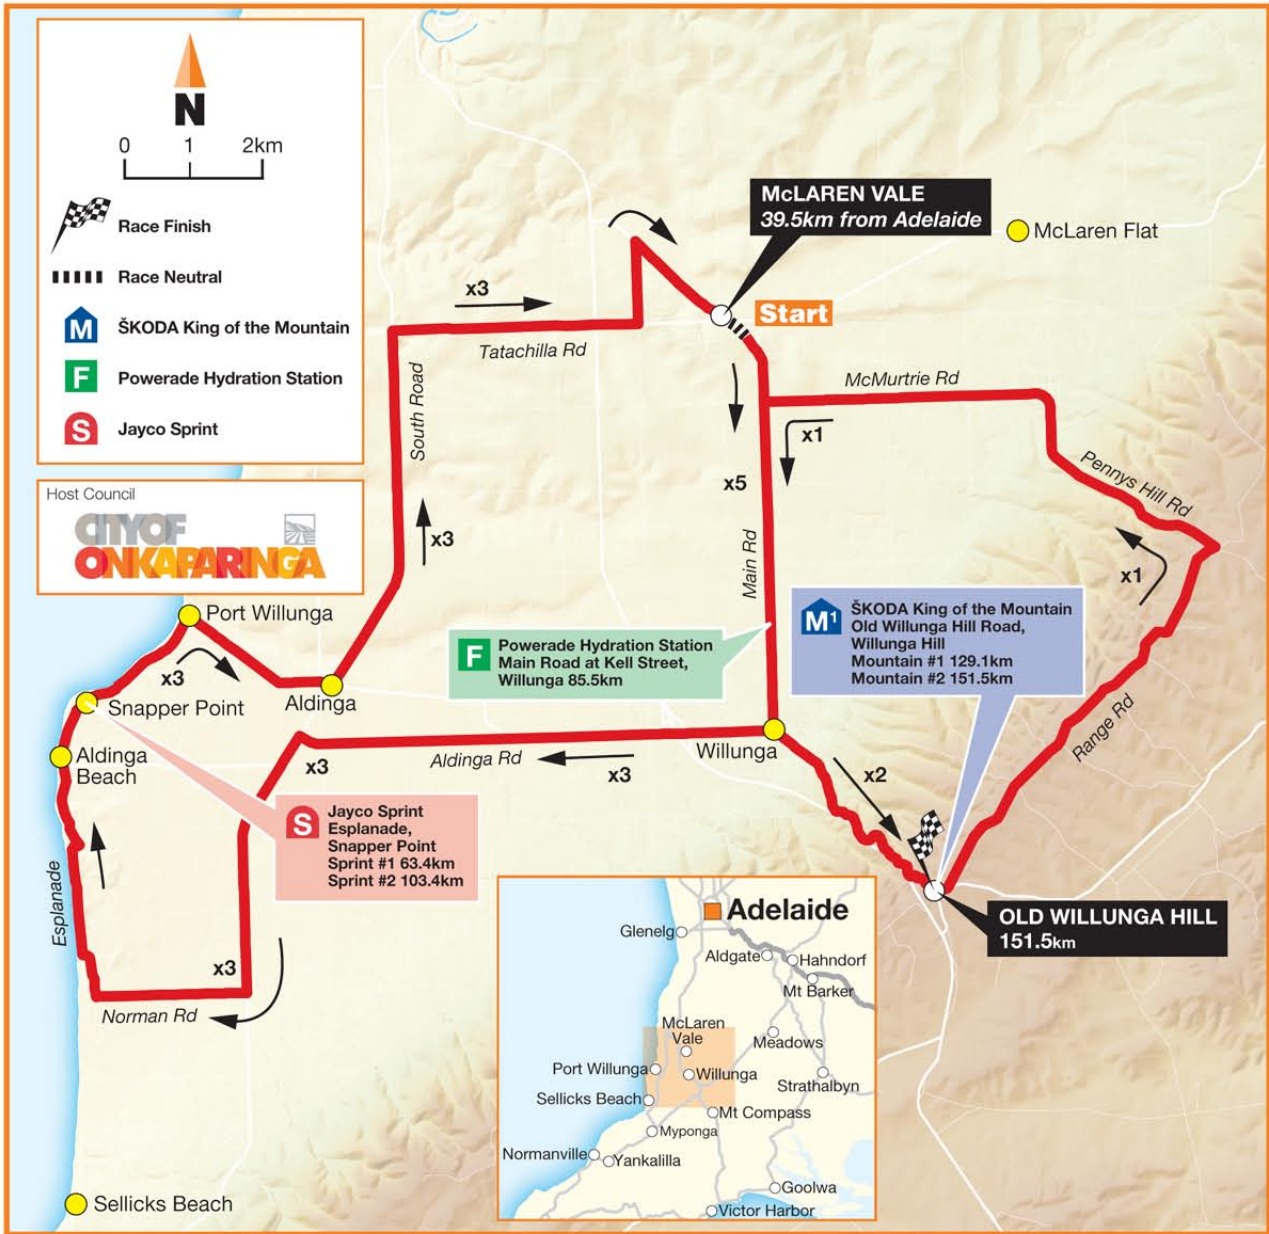 N
0 1 2km
Race Finish
Race Neutral
M ŠKODA King of the Mountain
F Powerade Hydration Station
S Jayco Sprint
Host Council
CITY OF
ONKAPARINGA
McLAREN VALE
39.5km from Adelaide
McLaren Flat
Start
x3
Tatachilla Rd
South Road
x3
McMurtrie Rd
x1
x5
Main Rd
Pennys Hill Rd
x1
Range Rd
Port Willunga
x3
Snapper Point
Aldinga
Aldinga
Beach
F
Powerade Hydration Station
Main Road at Kell Street,
Willunga 85.5km
M1
ŠKODA King of the Mountain
Old Willunga Hill Road,
Willunga Hill
Mountain #1 129.1km
Mountain #2 151.5km
Willunga
Aldinga Rd
x3
x3
x2
S
Jayco Sprint
Esplanade,
Snapper Point
Sprint #1 63.4km
Sprint #2 103.4km
Esplanade
x3
Norman Rd
OLD WILLUNGA HILL
151.5km
Sellicks Beach
Adelaide
Glenelg
Aldgate
Hahndorf
Mt Barker
McLaren
Vale
Meadows
Port Willunga
Willunga
Strathalbyn
Sellicks Beach
Mt Compass
Myponga
Normanville
Yankalilla
Goolwa
Victor Harbor